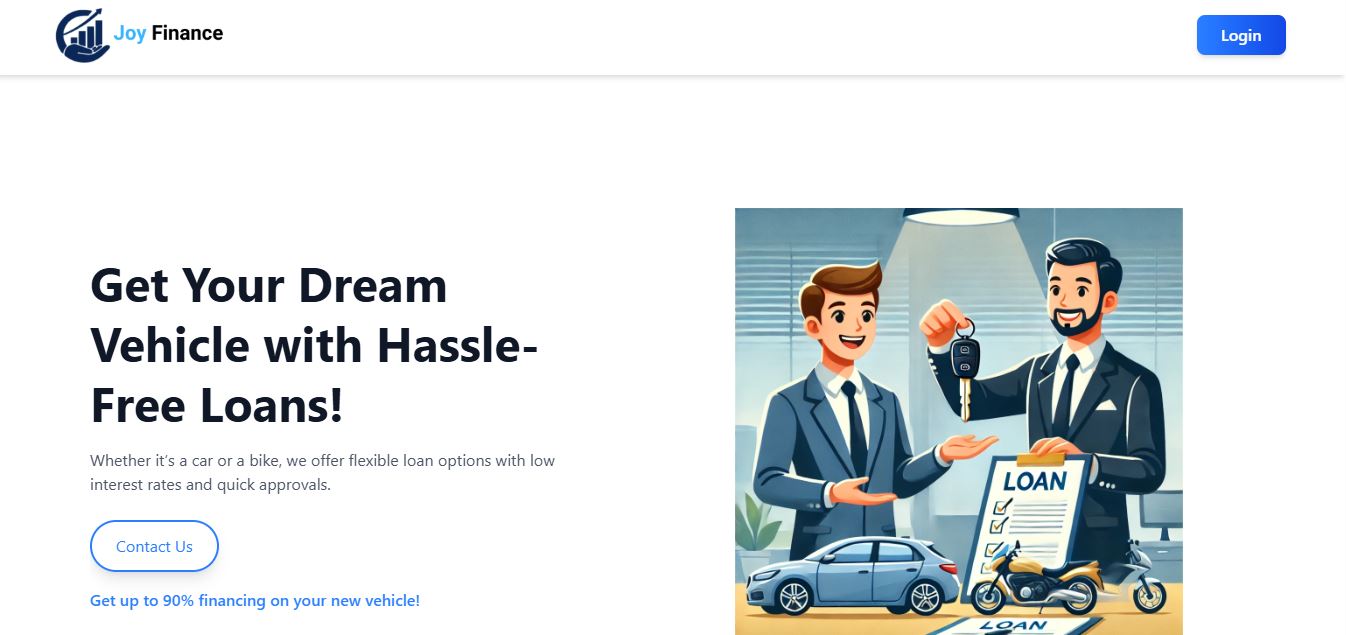 Joy Finance
Login
Get Your Dream
Vehicle with Hassle-
Free Loans!
Whether it’s a car or a bike, we offer flexible loan options with low
interest rates and quick approvals.
Contact Us
Get up to 90% financing on your new vehicle!
LOAN
LOAN